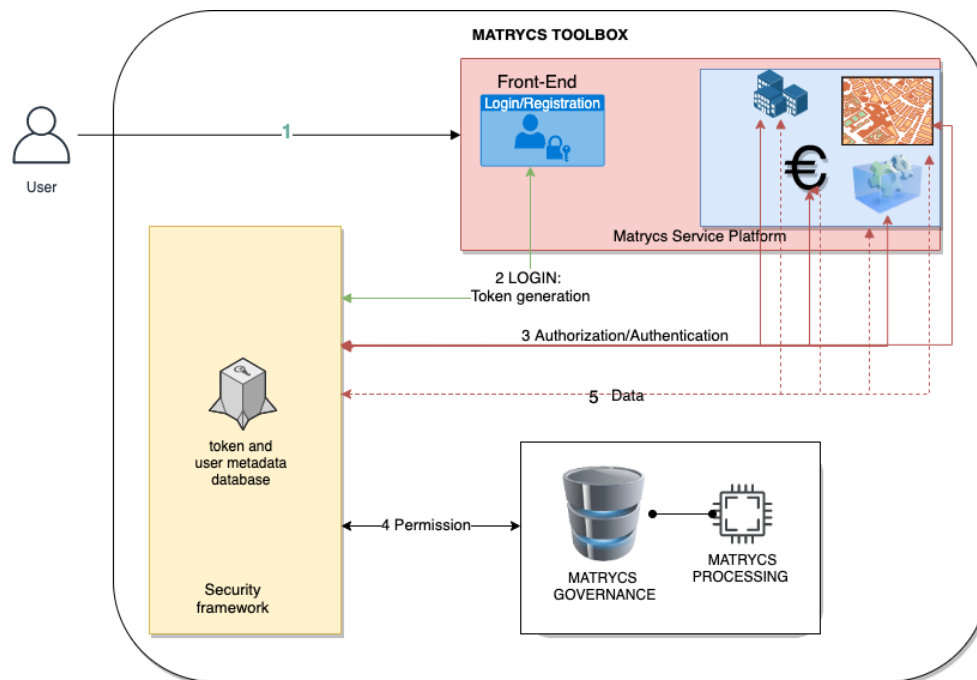 MATRYCS TOOLBOX
Front-End
Login/Registration
1
User
€
Matrycs Service Platform
2 LOGIN:
Token generation
3 Authorization/Authentication
5 Data
token and
user metadata
database
4 Permission
MATRYCS
GOVERNANCE
MATRYCS
PROCESSING
Security
framework